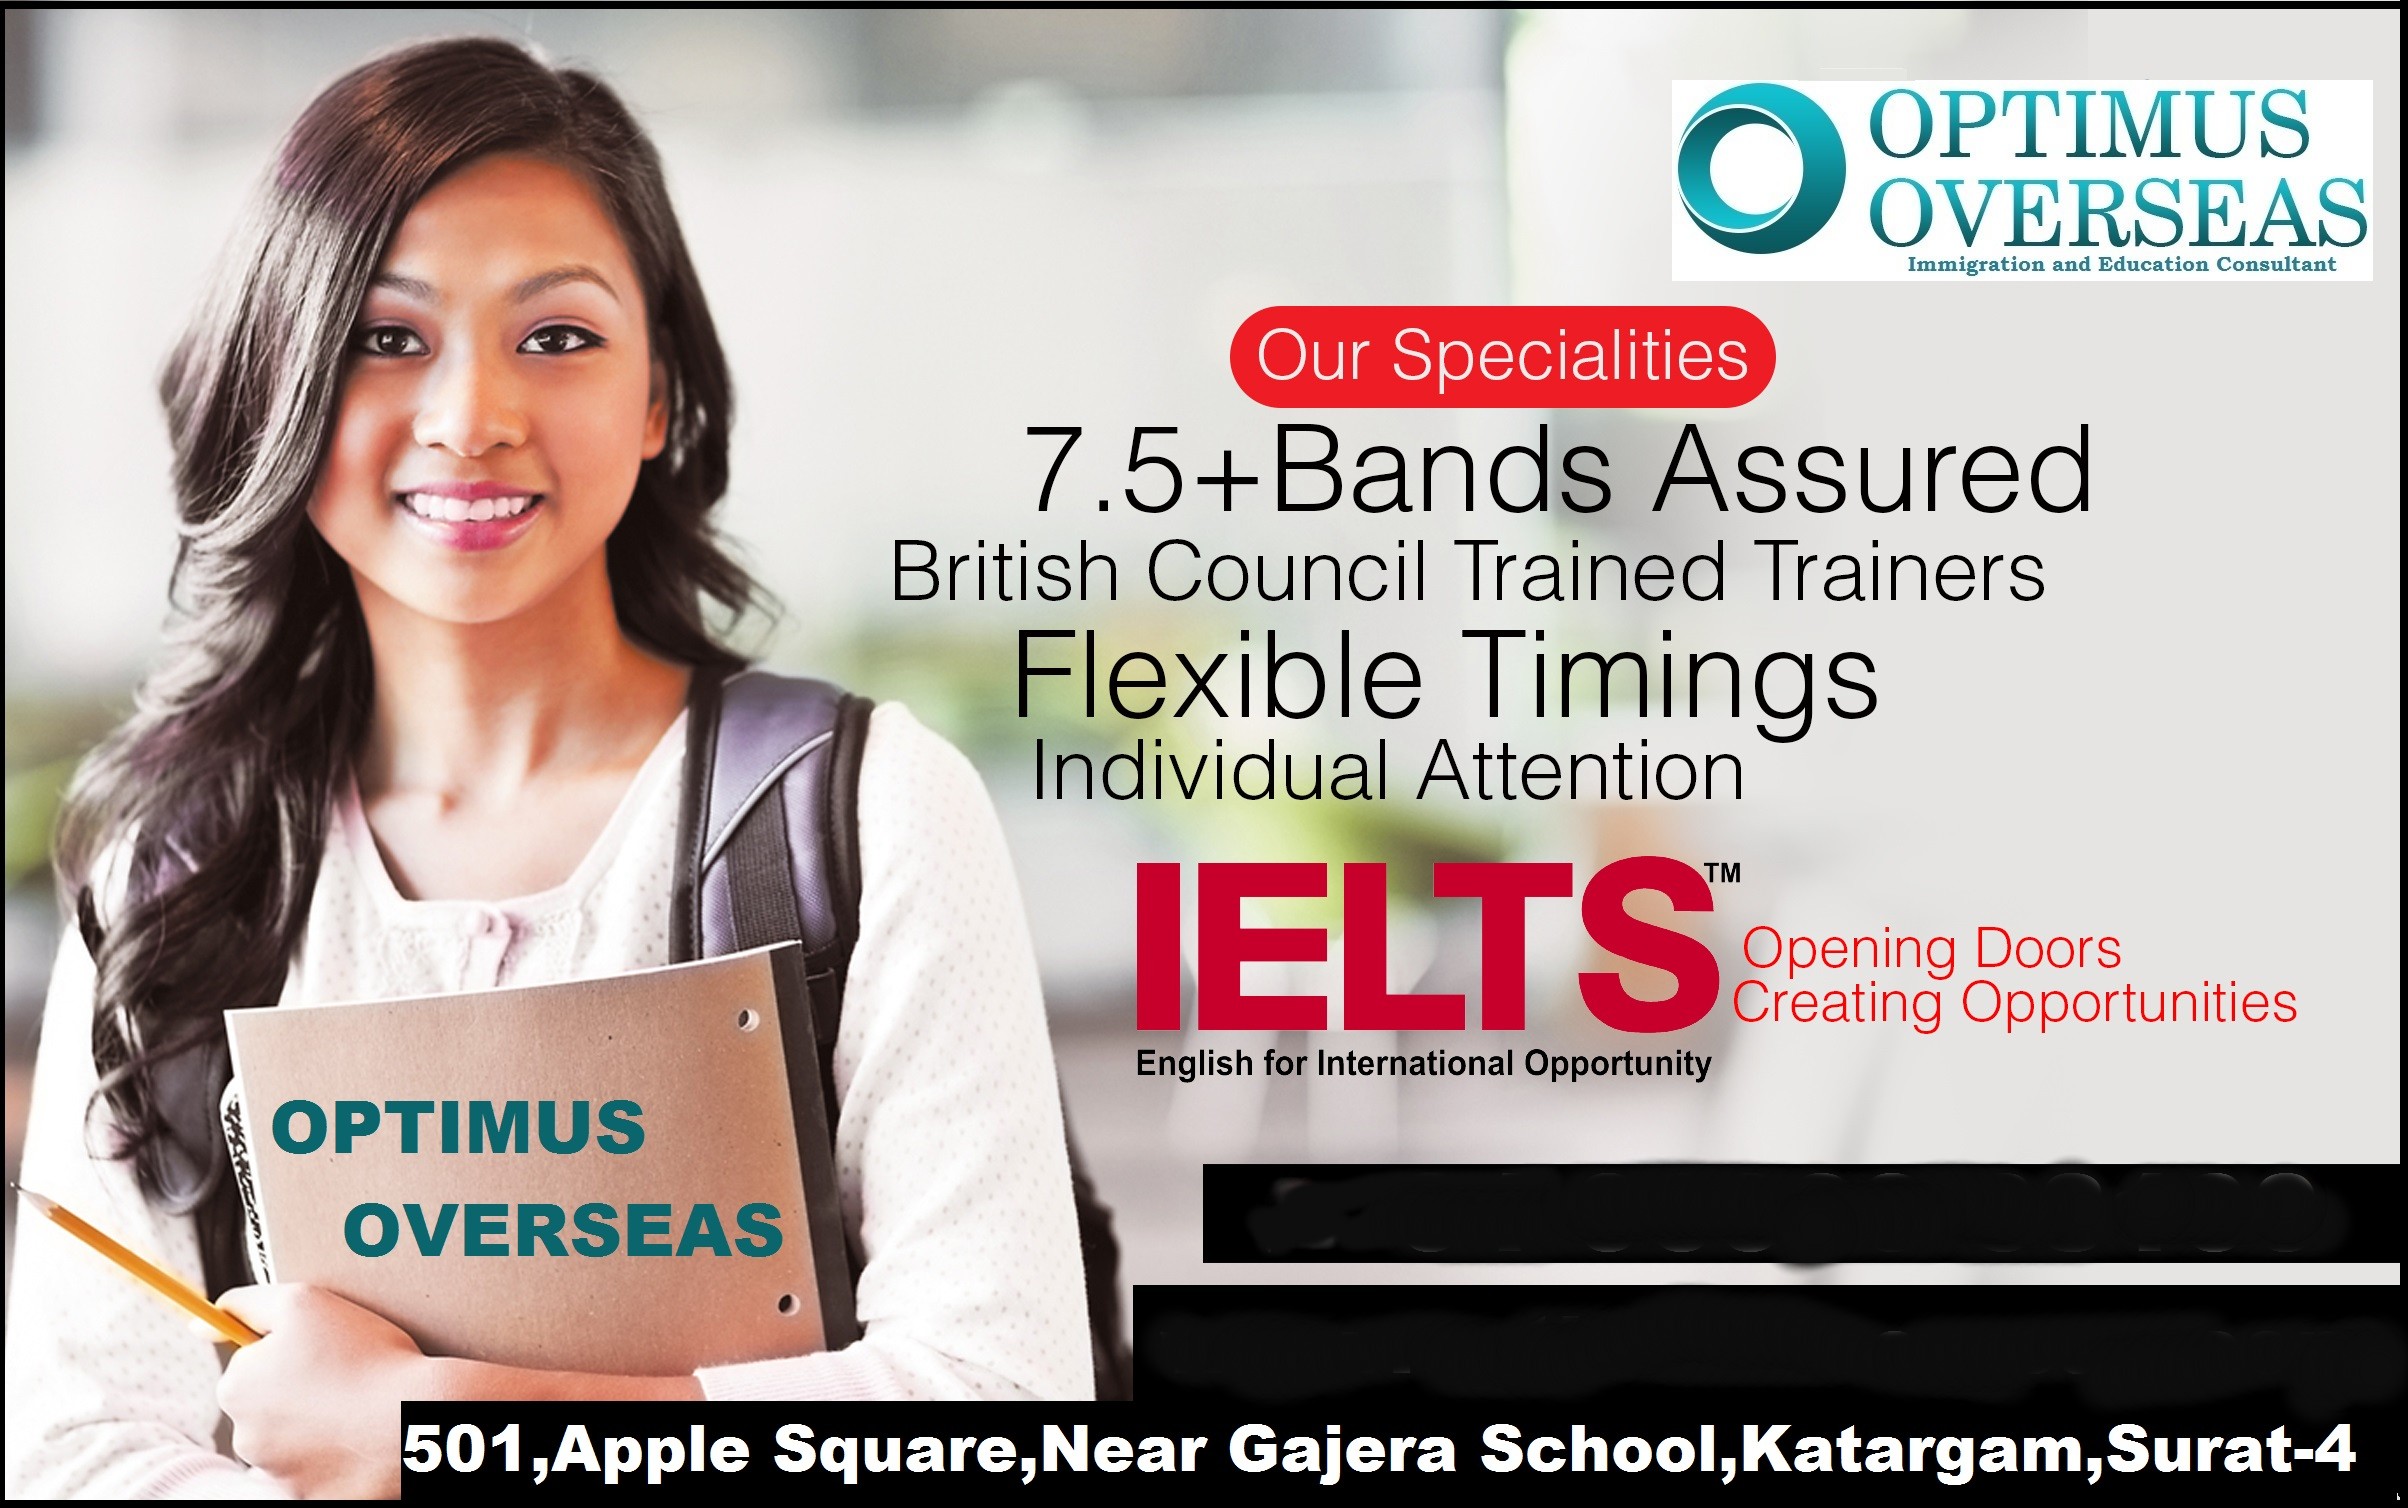 OPTIMUS
OVERSEAS
Immigration and Education Consultant
Our Specialities
7.5+Bands Assured
British Council Trained Trainers
Flexible Timings
Individual Attention
IELTS™
Opening Doors
Creating Opportunities
English for International Opportunity
OPTIMUS
OVERSEAS
501,Apple Square,Near Gajera School,Katargam,Surat-4